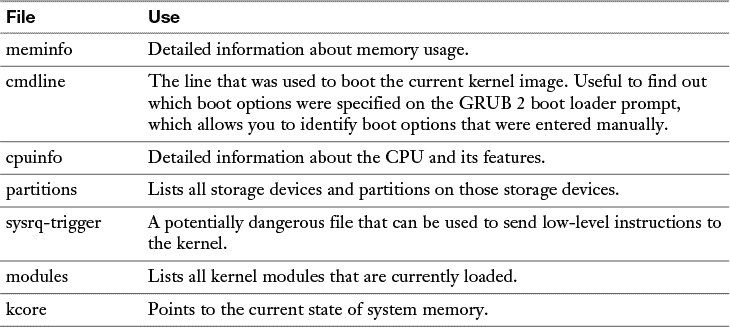 File Use
meminfo Detailed information about memory usage.
cmdline The line that was used to boot the current kernel image. Useful to find out
which boot options were specified on the GRUB 2 boot loader prompt,
which allows you to identify boot options that were entered manually.
cpuinfo Detailed information about the CPU and its features.
partitions Lists all storage devices and partitions on those storage devices.
sysrq-trigger A potentially dangerous file that can be used to send low-level instructions to
the kernel.
modules Lists all kernel modules that are currently loaded.
kcore Points to the current state of system memory.